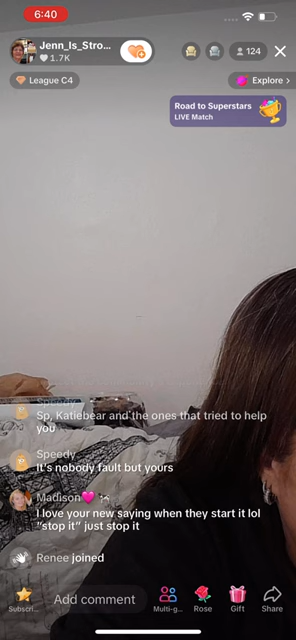 6:40
Jenn_Is_Stro...
1.7K
124
League C4
Explore >
Road to Superstars
LIVE Match
Speedy
Sp, Katiebear and the ones that tried to help
you
Speedy
It's nobody fault but yours
Madison
I love your new saying when they start it lol
"stop it" just stop it
Renee joined
Subscri...
Add comment
Multi-g...
Rose
Gift
Share